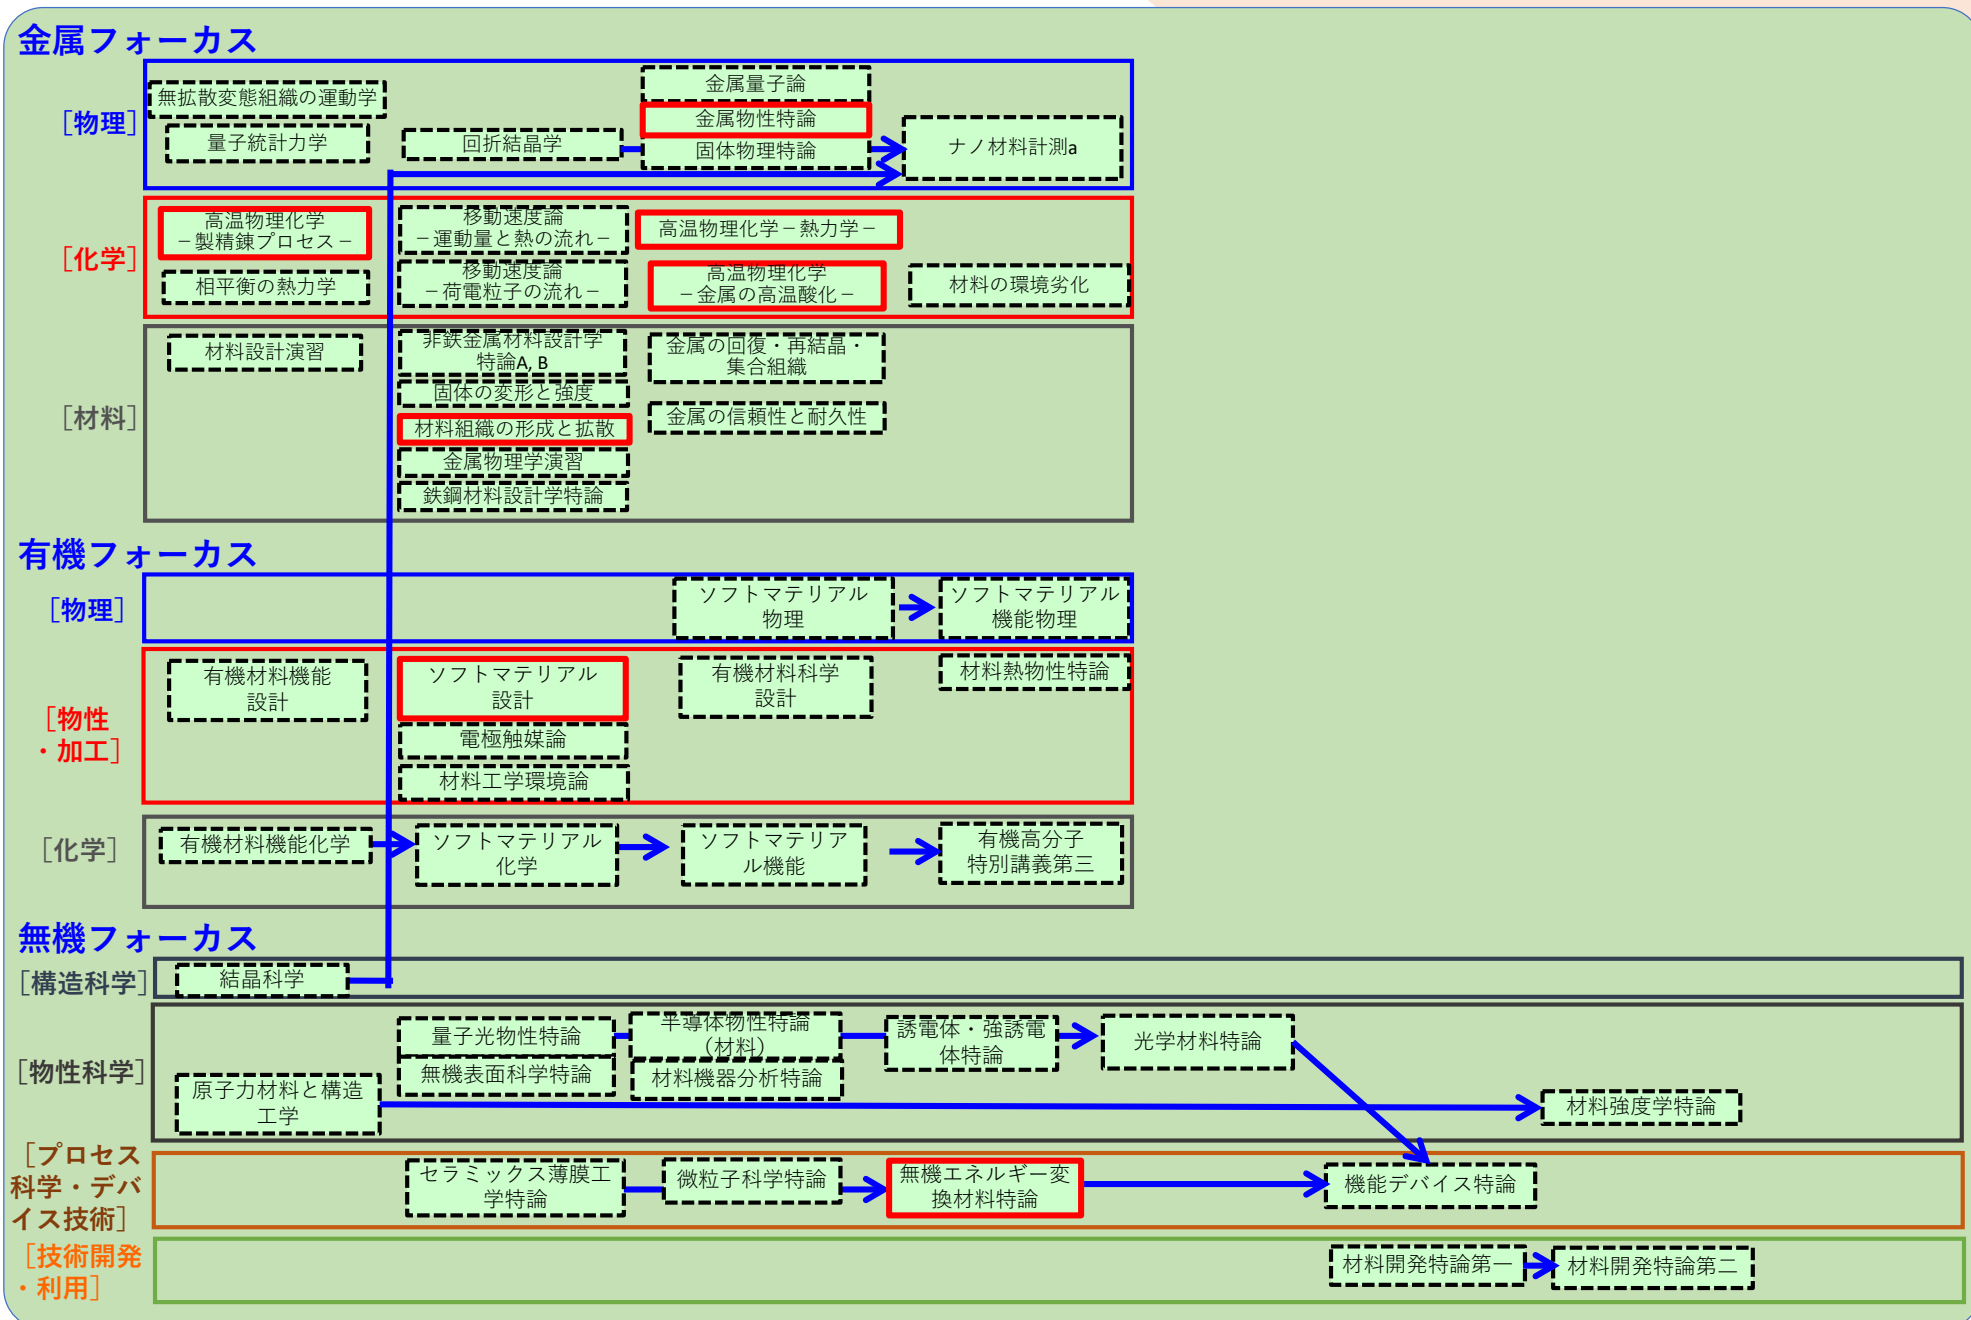 金属フォーカス
［物理］
無拡散変態組織の運動学
量子統計力学
回折結晶学
金属量子論
金属物性特論
固体物理特論
ナノ材料計測a
［化学］
高温物理化学
－製精錬プロセス－
相平衡の熱力学
移動速度論
－運動量と熱の流れ－
移動速度論
－荷電粒子の流れ－
高温物理化学－熱力学－
高温物理化学
－金属の高温酸化－
材料の環境劣化
［材料］
材料設計演習
非鉄金属材料設計学
特論A, B
固体の変形と強度
材料組織の形成と拡散
金属物理学演習
鉄鋼材料設計学特論
金属の回復・再結晶・
集合組織
金属の信頼性と耐久性
有機フォーカス
［物理］
ソフトマテリアル
物理
ソフトマテリアル
機能物理
［物性
・加工］
有機材料機能
設計
ソフトマテリアル
設計
電極触媒論
材料工学環境論
有機材料科学
設計
材料熱物性特論
［化学］
有機材料機能化学
ソフトマテリアル
化学
ソフトマテリア
ル機能
有機高分子
特別講義第三
無機フォーカス
［構造科学］
結晶科学
［物性科学］
原子力材料と構造
工学
量子光物性特論
無機表面科学特論
半導体物性特論
（材料）
材料機器分析特論
誘電体・強誘電
体特論
光学材料特論
材料強度学特論
［プロセス
科学・デバ
イス技術］
セラミックス薄膜工
学特論
微粒子科学特論
無機エネルギー変
換材料特論
機能デバイス特論
［技術開発
・利用］
材料開発特論第一
材料開発特論第二